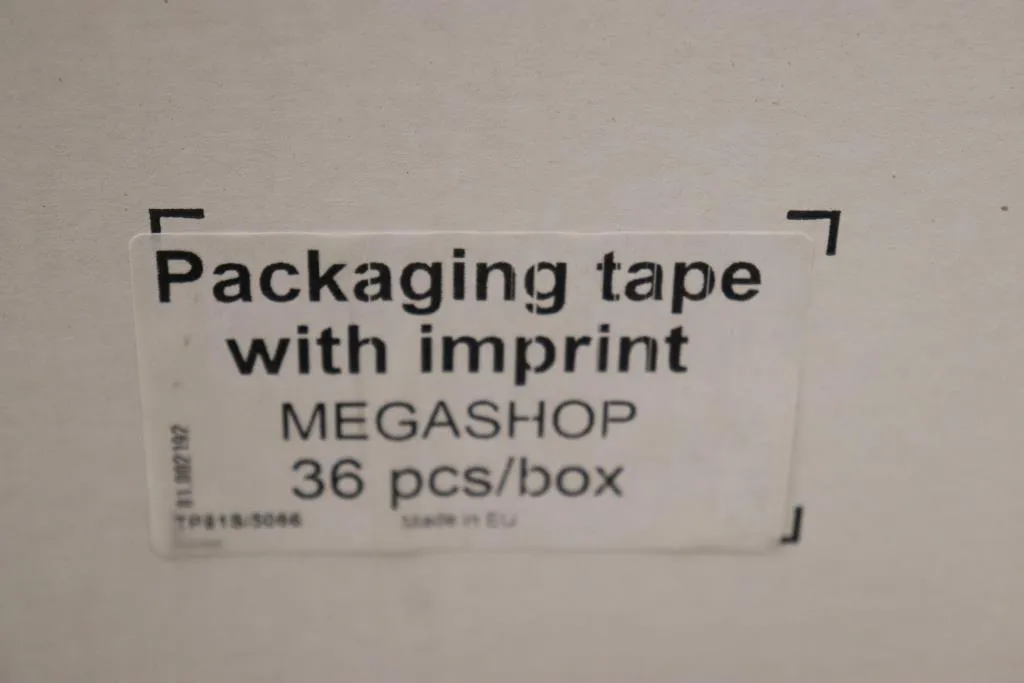 Packaging tape
with imprint
MEGASHOP
36 pcs/box
Made in EU